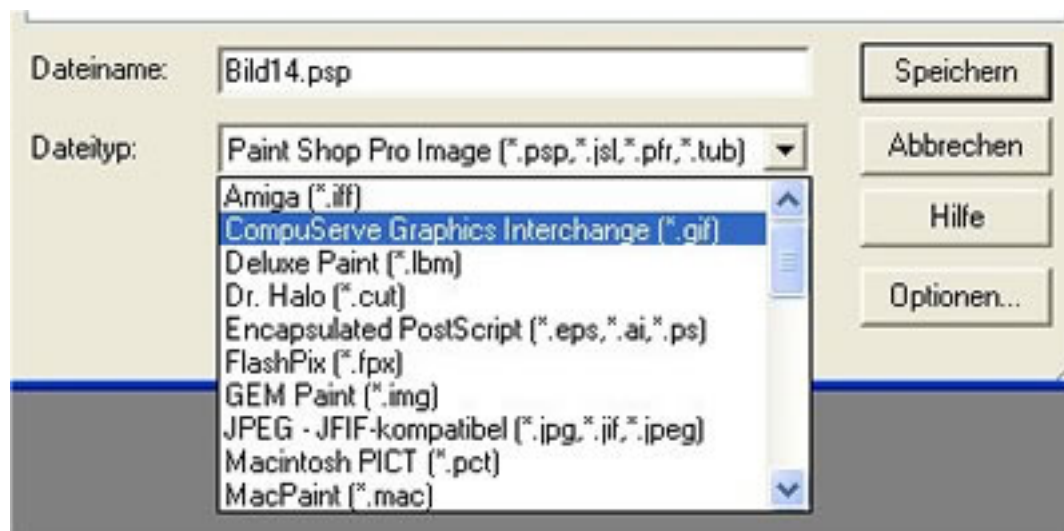 Dateiname: Bild14.psp Speichern
Dateityp: Paint Shop Pro Image (*.psp,*.jsl,*.pfr,*.tub) Abbrechen
Amiga (*.iff)
CompuServe Graphics Interchange (*.gif) Hilfe
Deluxe Paint (*.lbm)
Dr. Halo (*.cut) Optionen...
Encapsulated PostScript (*.eps,*.ai,*.ps)
FlashPix (*.fpx)
GEM Paint (*.img)
JPEG - JFIF-kompatibel (*.jpg,*.jif,*.jpeg)
Macintosh PICT (*.pct)
MacPaint (*.mac)